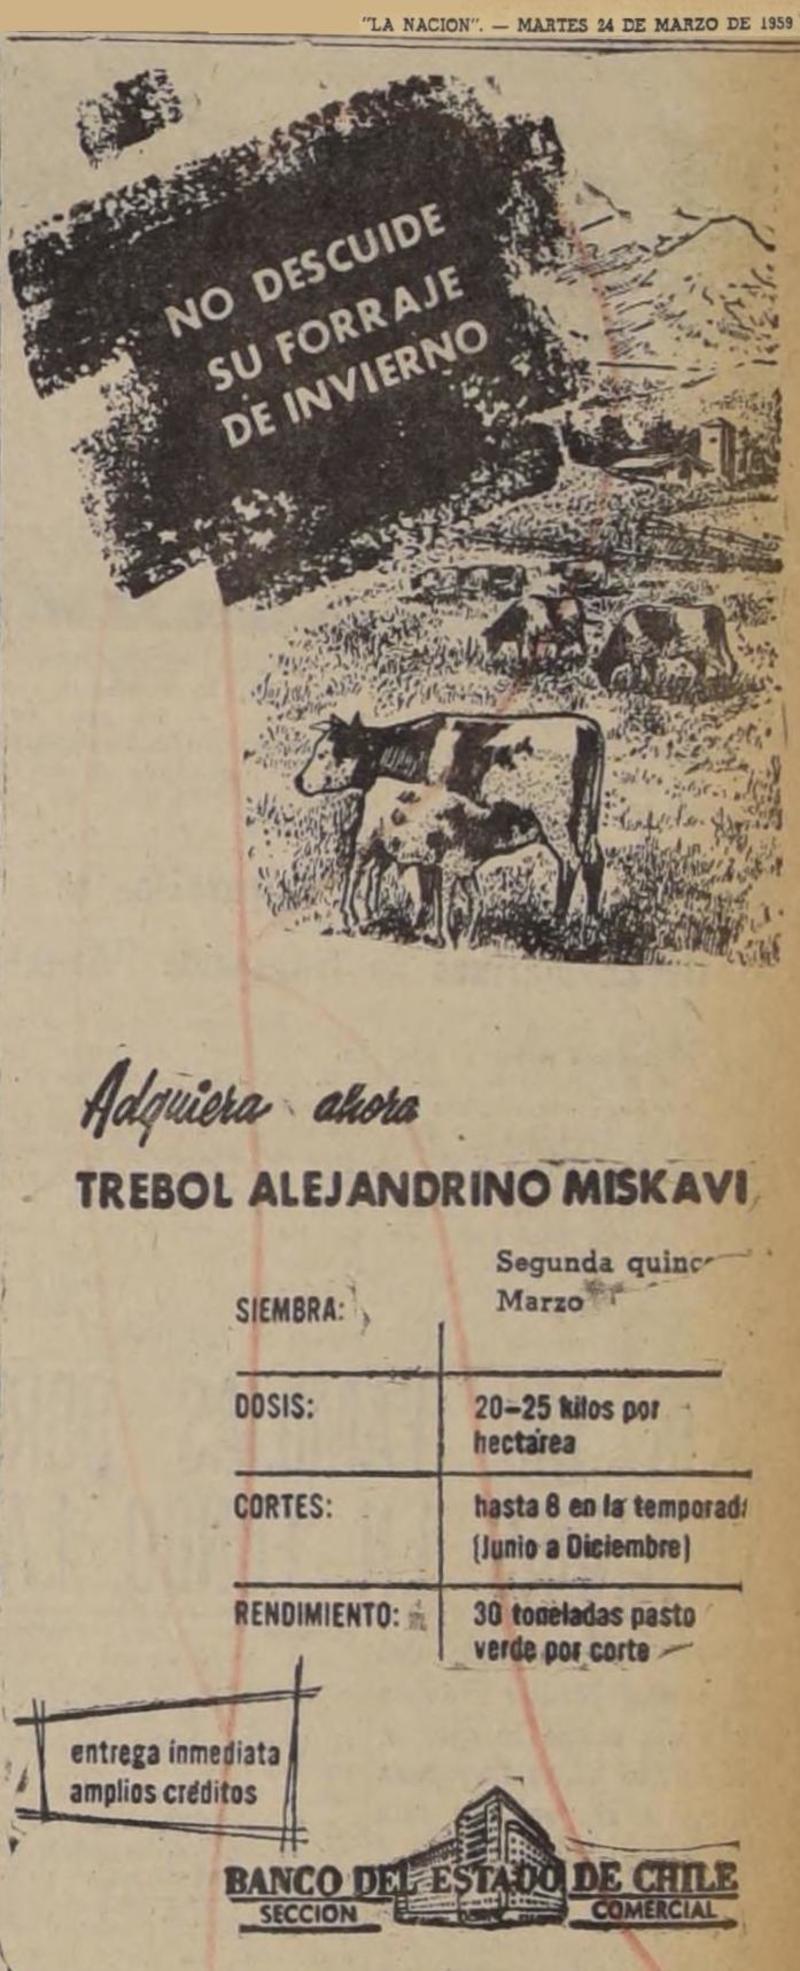 "LA NACION". — MARTES 24 DE MARZO DE 1959
NO DESCUIDE
SU FORRAJE
DE INVIERNO
Adquiera ahora
TREBOL ALEJANDRINO MISKAVI
Segunda quinc
SIEMBRA:
Marzo
DOSIS:
20-25 kilos por
hectárea
CORTES:
hasta 8 en la temporad
(Junio a Diciembre)
RENDIMIENTO:
30 toneladas pasto
verde por corte
entrega inmediata
amplios créditos
BANCO DEL ESTADO DE CHILE
SECCION COMERCIAL